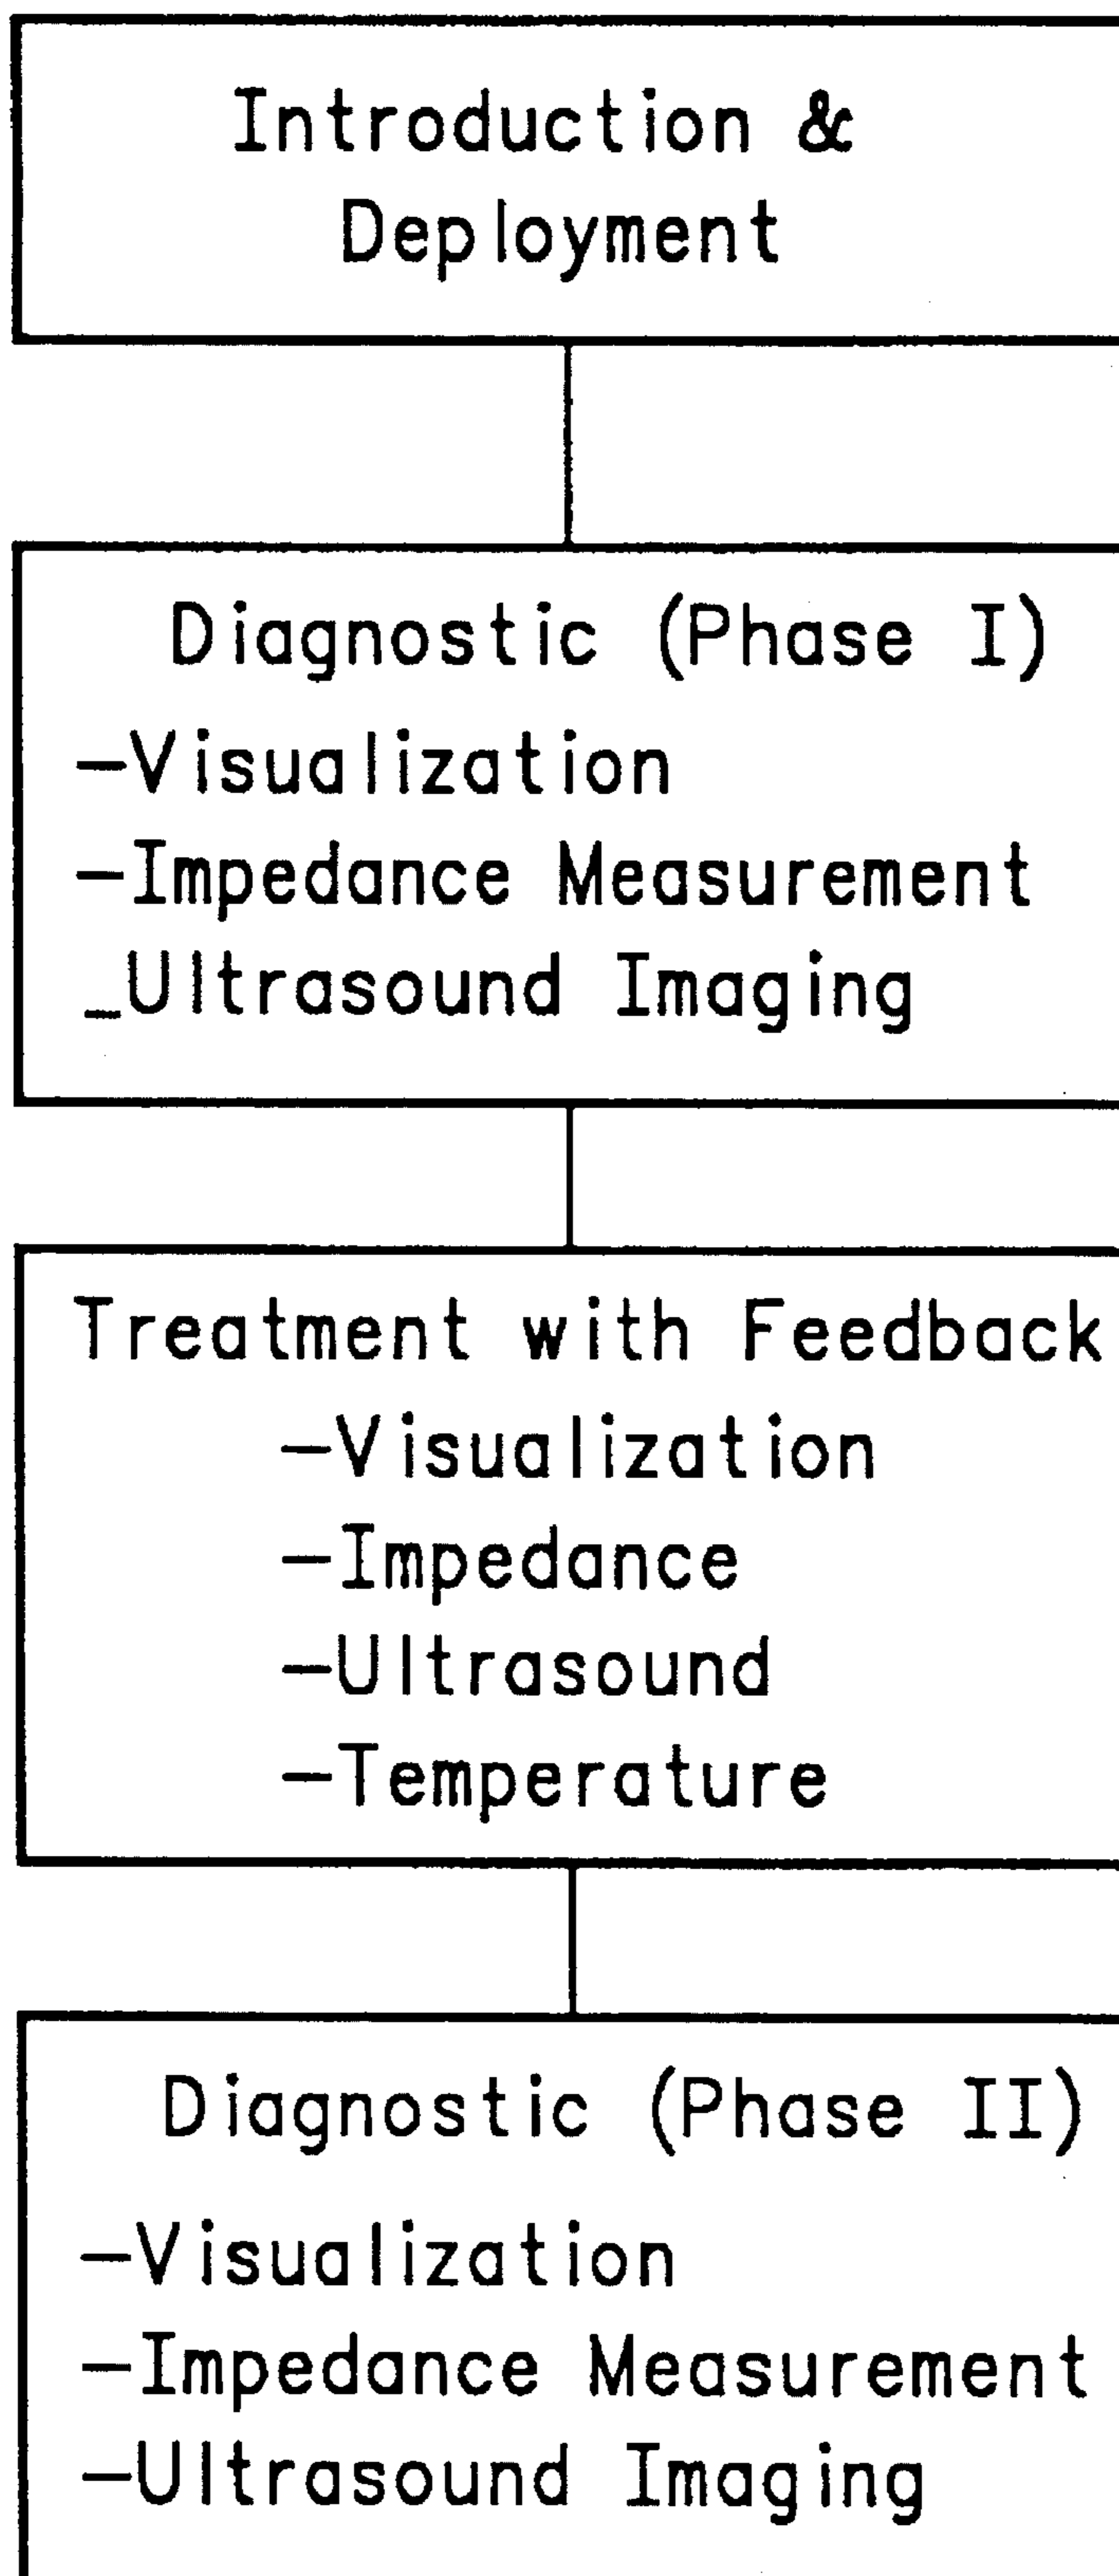 Introduction &
Deployment
Diagnostic (Phase I)
-Visualization
-Impedance Measurement
_Ultrasound Imaging
Treatment with Feedback
-Visualization
-Impedance
-Ultrasound
-Temperature
Diagnostic (Phase II)
-Visualization
-Impedance Measurement
-Ultrasound Imaging